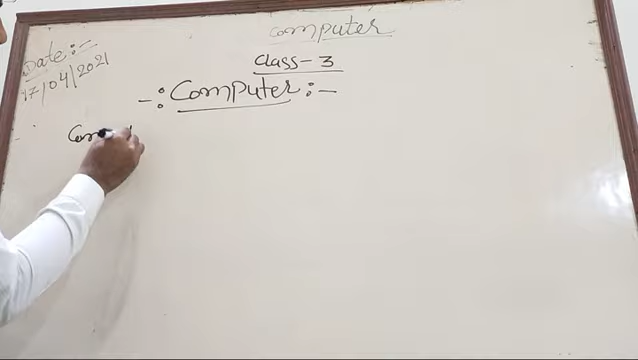 Computer
Date:-
17/04/2021
Class-3
-:Computer:-
Com